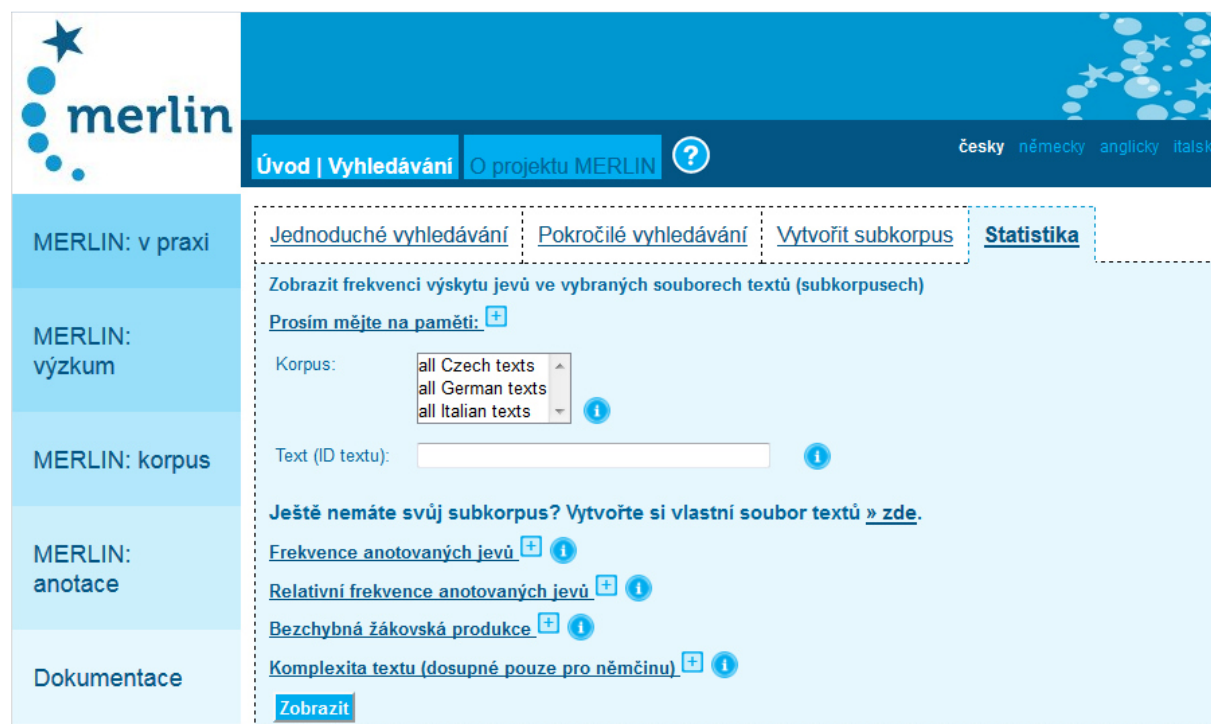 merlin
Úvod | Vyhledávání O projektu MERLIN ?
česky německy anglicky
MERLIN: v praxi
MERLIN:
výzkum
MERLIN: korpus
MERLIN:
anotace
Dokumentace
Jednoduché vyhledávání Pokročilé vyhledávání Vytvořit subkorpus Statistika
Zobrazit frekvenci výskytu jevů ve vybraných souborech textů (subkorpusech)
Prosím mějte na paměti: +
Korpus:
all Czech texts
all German texts
all Italian texts i
Text (ID textu): i
Ještě nemáte svůj subkorpus? Vytvořte si vlastní soubor textů » zde.
Frekvence anotovaných jevů + i
Relativní frekvence anotovaných jevů + i
Bezchybná žákovská produkce + i
Komplexita textu (dosupné pouze pro němčinu) + i
Zobrazit